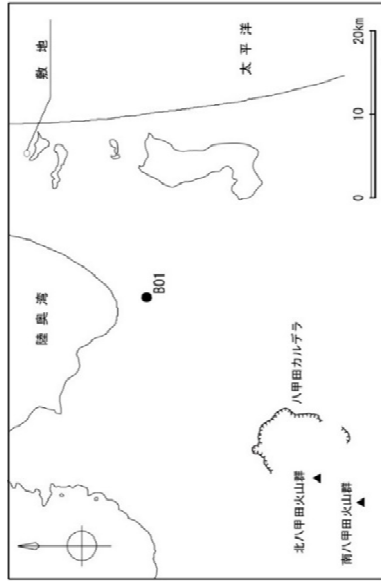 敷地
陸奥湾
太平洋
B01
八甲田カルデラ
北八甲田火山群
南八甲田火山群
0 10 20km